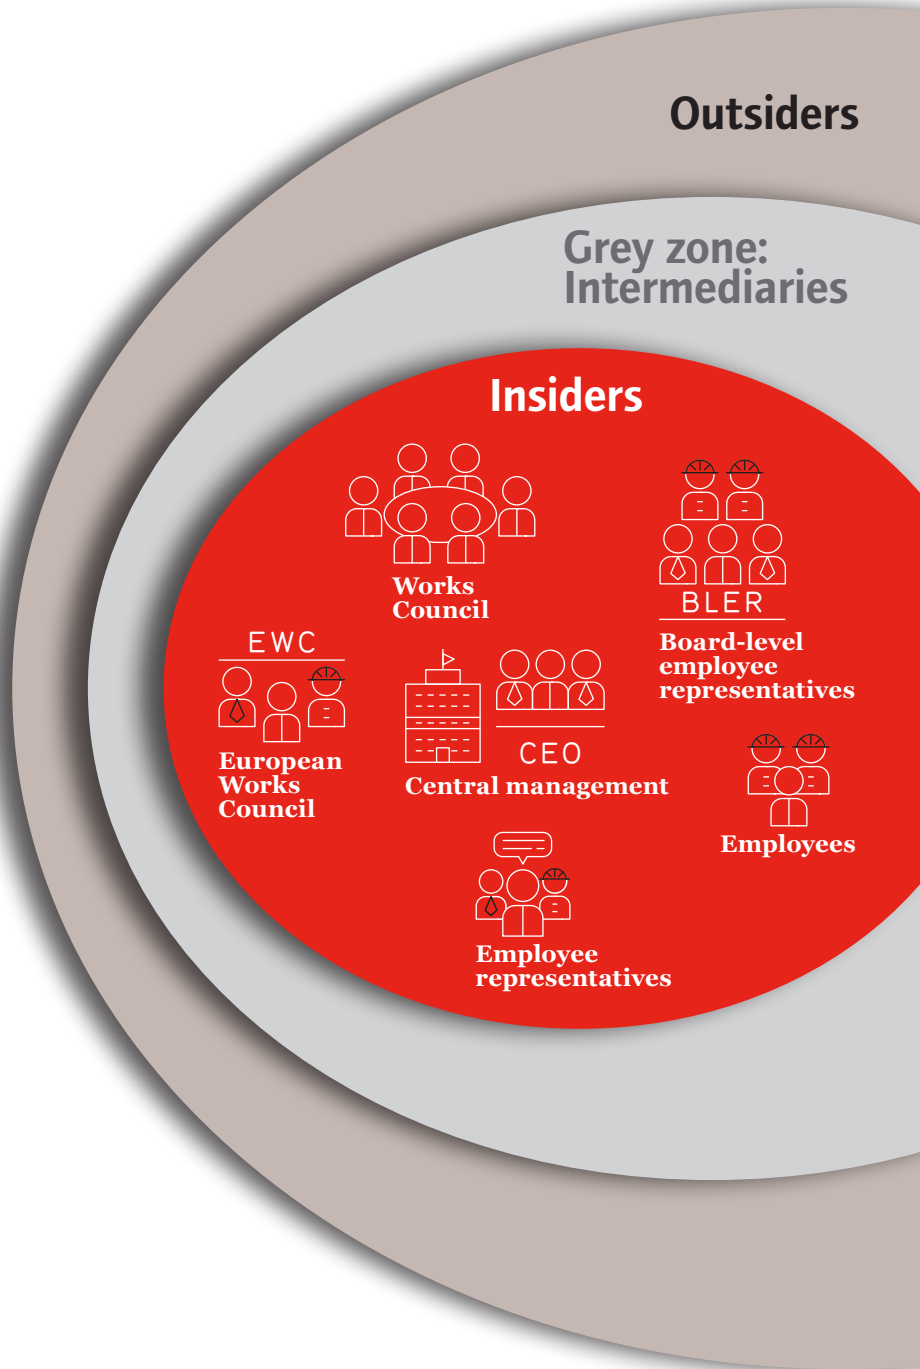 Outsiders
Grey zone:
Intermediaries
Insiders
Works
Council
BLER
Board-level
employee
representatives
EWC
European
Works
Council
CEO
Central management
Employees
Employee
representatives